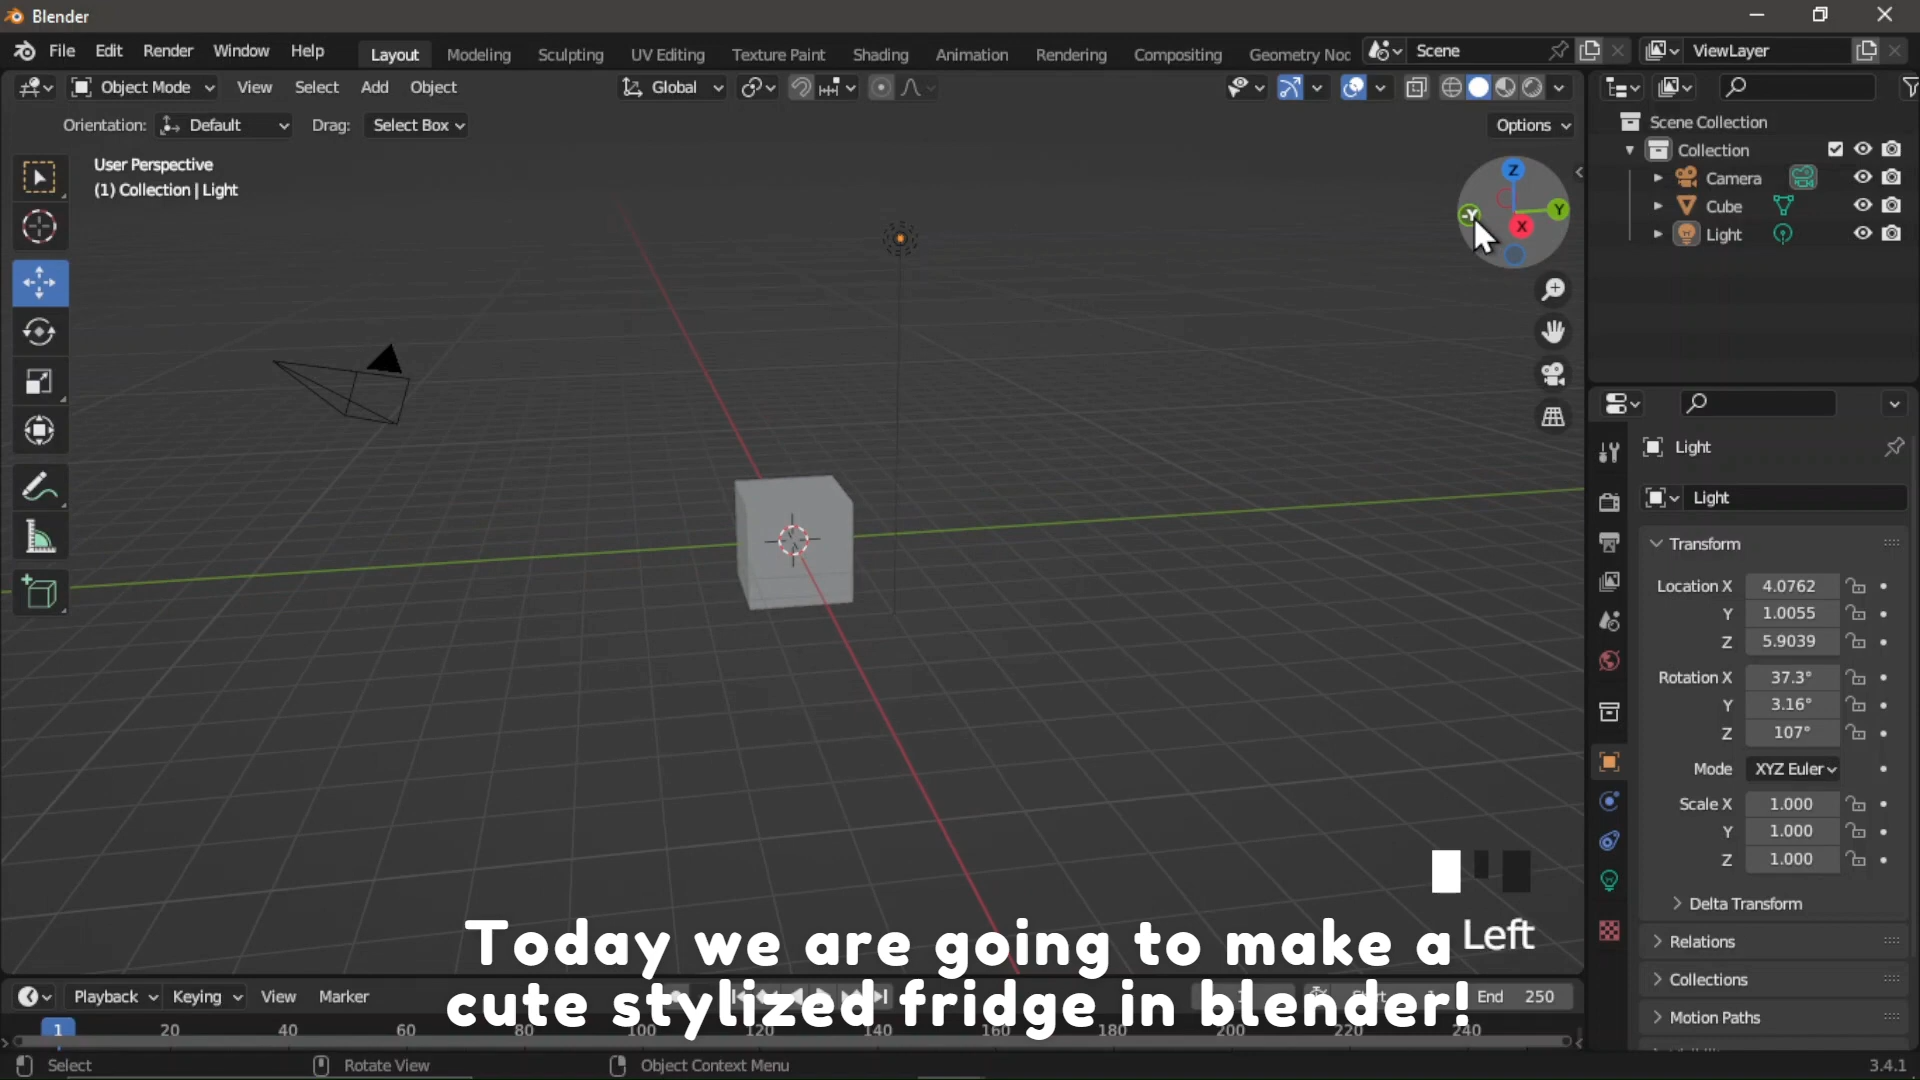 Blender
File Edit Render Window Help Layout Modeling Sculpting UV Editing Texture Paint Shading Animation Rendering Compositing Geometry Noc Scene ViewLayer
Object Mode View Select Add Object Global
Orientation: Default Drag: Select Box Options
User Perspective
(1) Collection | Light
Z
-Y Y
X
Scene Collection
Collection
Camera
Cube
Light
Light
Light
Transform
Location X 4.0762
Y 1.0055
Z 5.9039
Rotation X 37.3°
Y 3.16°
Z 107°
Mode XYZ Euler
Scale X 1.000
Y 1.000
Z 1.000
Delta Transform
Relations
Collections
Motion Paths
Left
Today we are going to make a
cute stylized fridge in blender!
Playback Keying View Marker 1 Start 1 End 250
1 20 40 60 80 100 120 140 160 180 200 220 240
Select Rotate View Object Context Menu 3.4.1